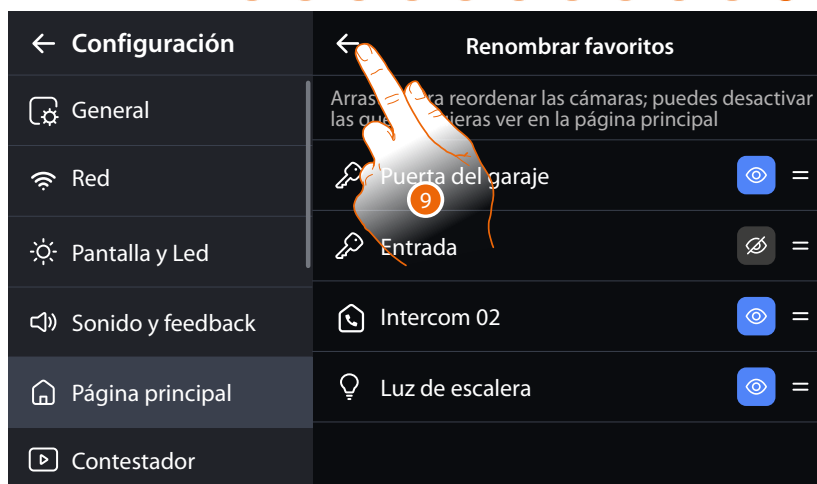 Configuración
Renombrar favoritos
General
Arras ra reordenar las cámaras; puedes desactivar
las que ieras ver en la página principal
Red
Puerta del garaje
9
Pantalla y Led
Entrada
Sonido y feedback
Intercom 02
Página principal
Luz de escalera
Contestador